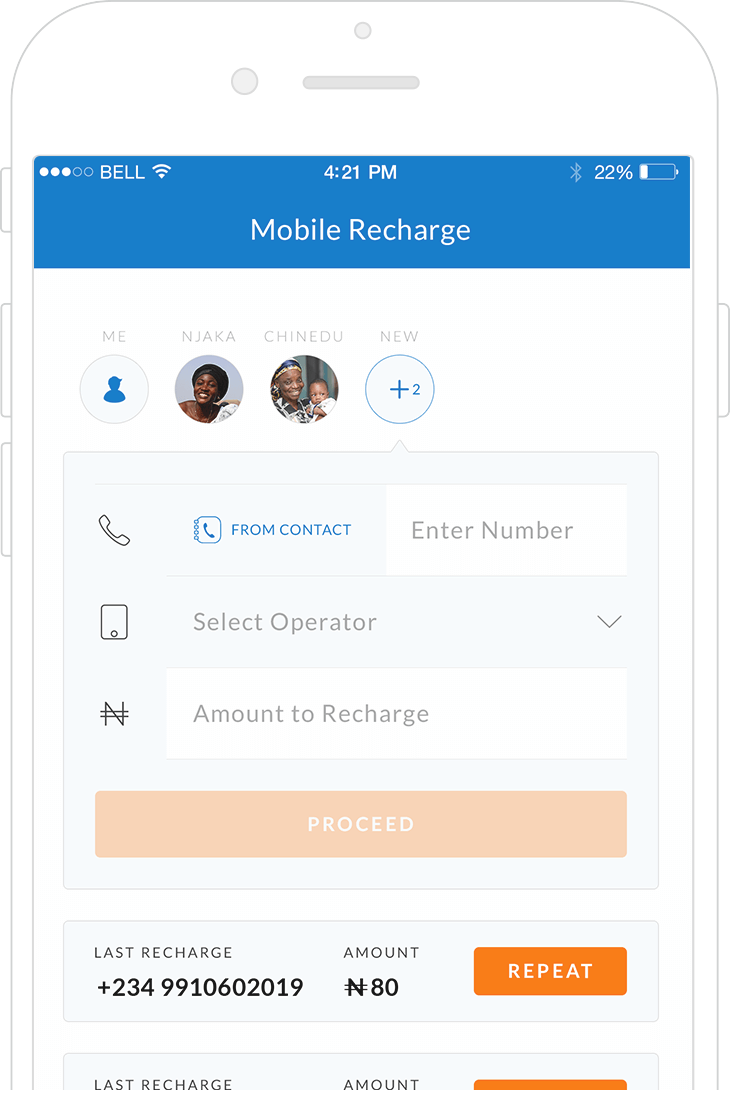 BELL 4:21 PM 22%
Mobile Recharge
ME NJAKA CHINEDU NEW
+2
FROM CONTACT Enter Number
Select Operator
₦ Amount to Recharge
PROCEED
LAST RECHARGE AMOUNT
+234 9910602019 ₦80 REPEAT
LAST RECHARGE AMOUNT